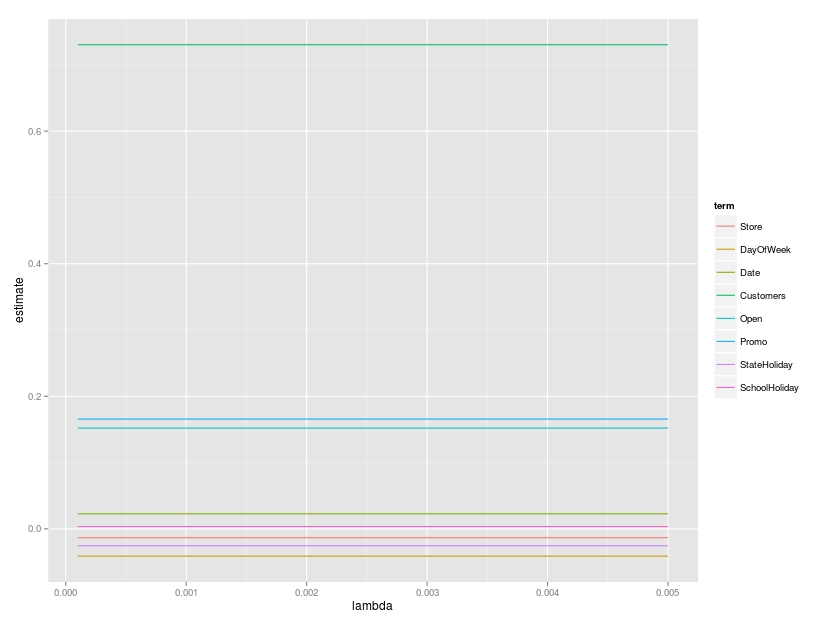 0.6
0.4
0.2
0.0
estimate
0.000 0.001 0.002 0.003 0.004 0.005
lambda
term
Store
DayOfWeek
Date
Customers
Open
Promo
StateHoliday
SchoolHoliday